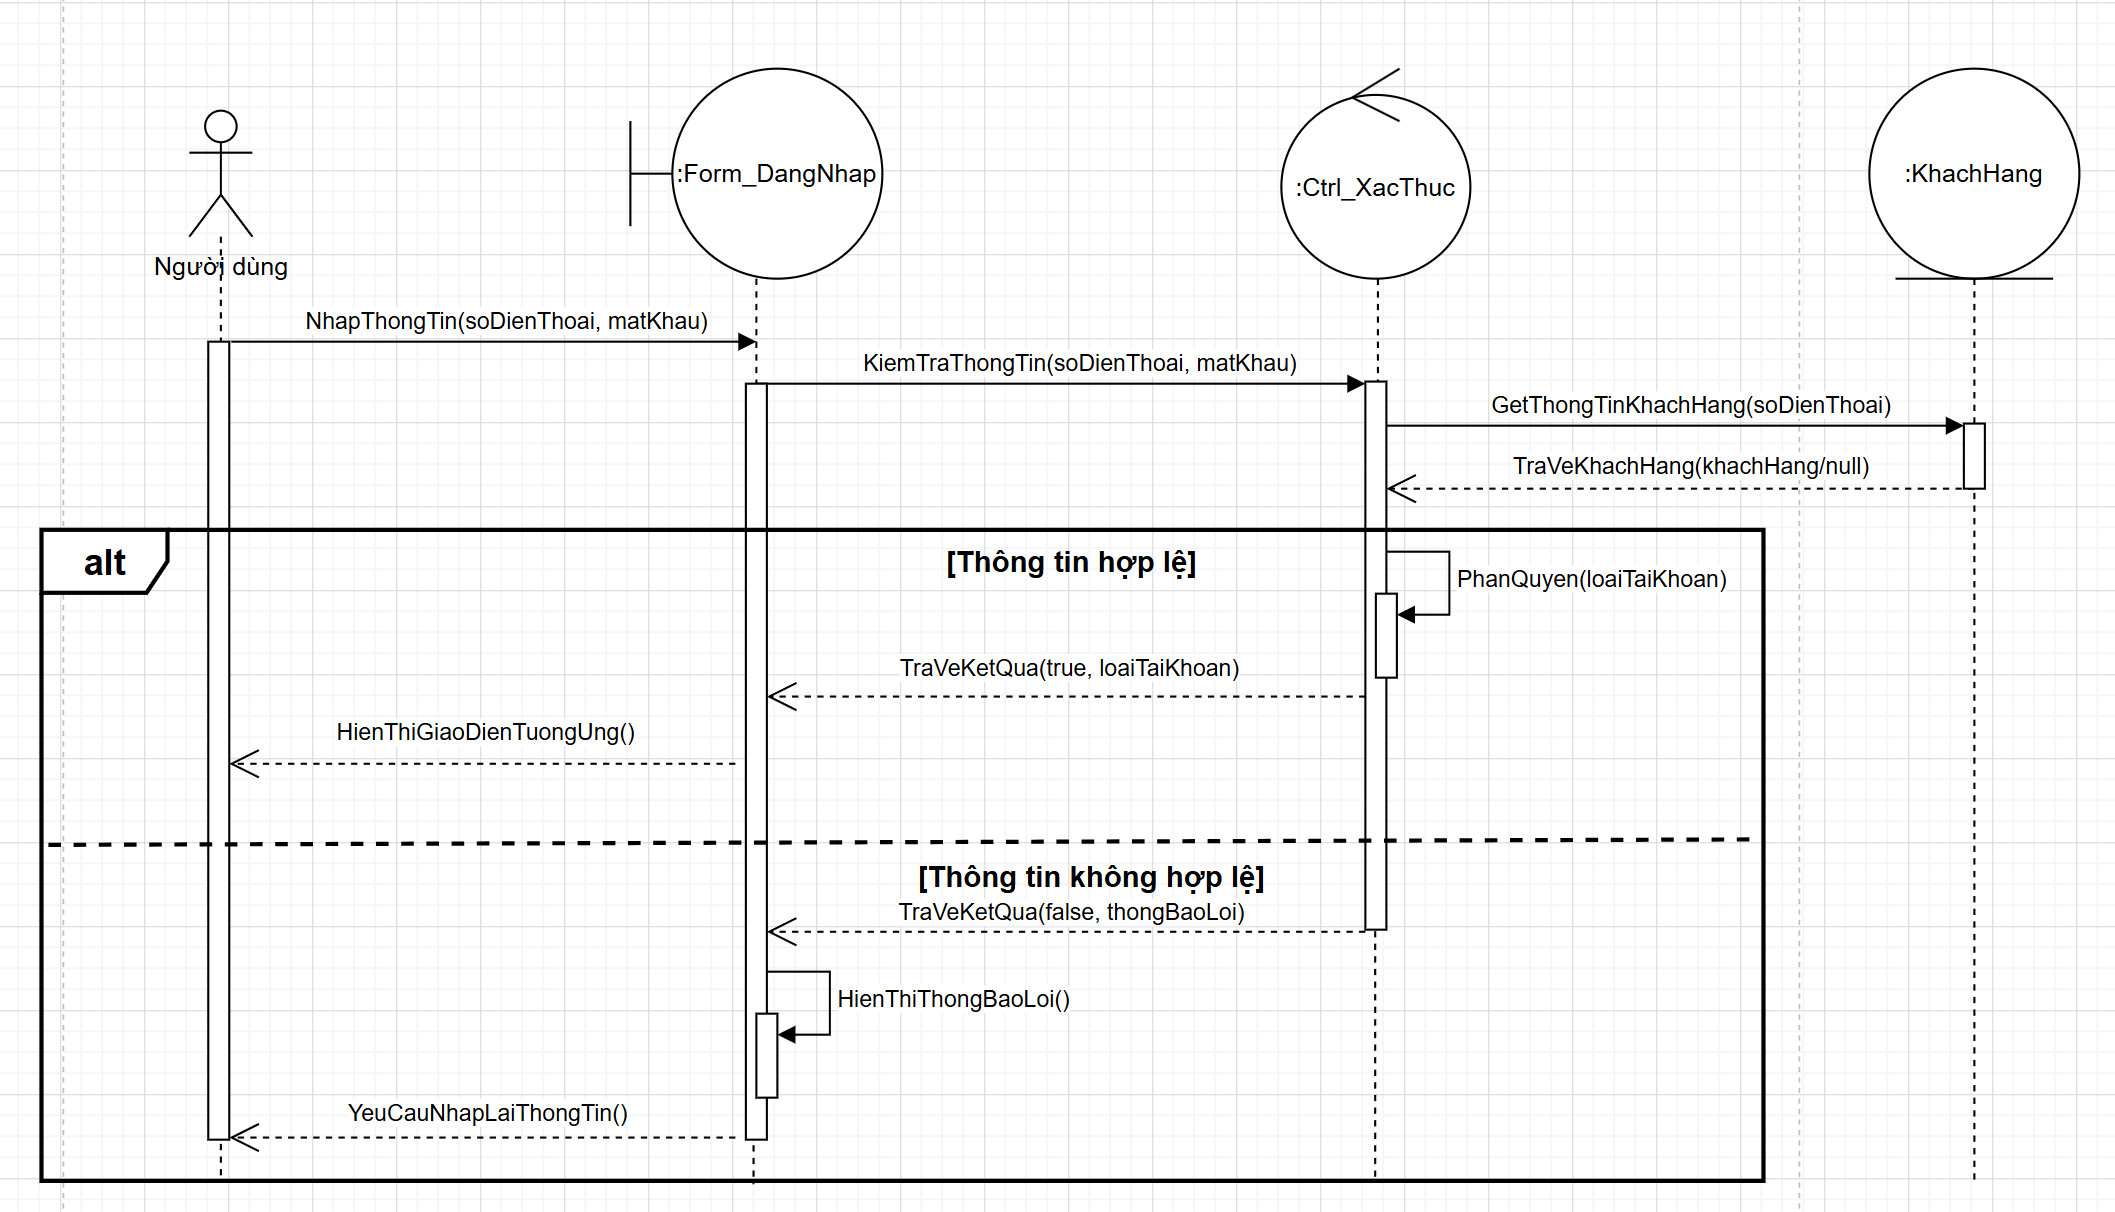 :Form_DangNhap
:Ctrl_XacThuc
:KhachHang
Người dùng
NhapThongTin(soDienThoai, matKhau)
KiemTraThongTin(soDienThoai, matKhau)
GetThongTinKhachHang(soDienThoai)
TraVeKhachHang(khachHang/null)
alt
[Thông tin hợp lệ]
PhanQuyen(loaiTaiKhoan)
TraVeKetQua(true, loaiTaiKhoan)
HienThiGiaoDienTuongUng()
[Thông tin không hợp lệ]
TraVeKetQua(false, thongBaoLoi)
HienThiThongBaoLoi()
YeuCauNhapLaiThongTin()